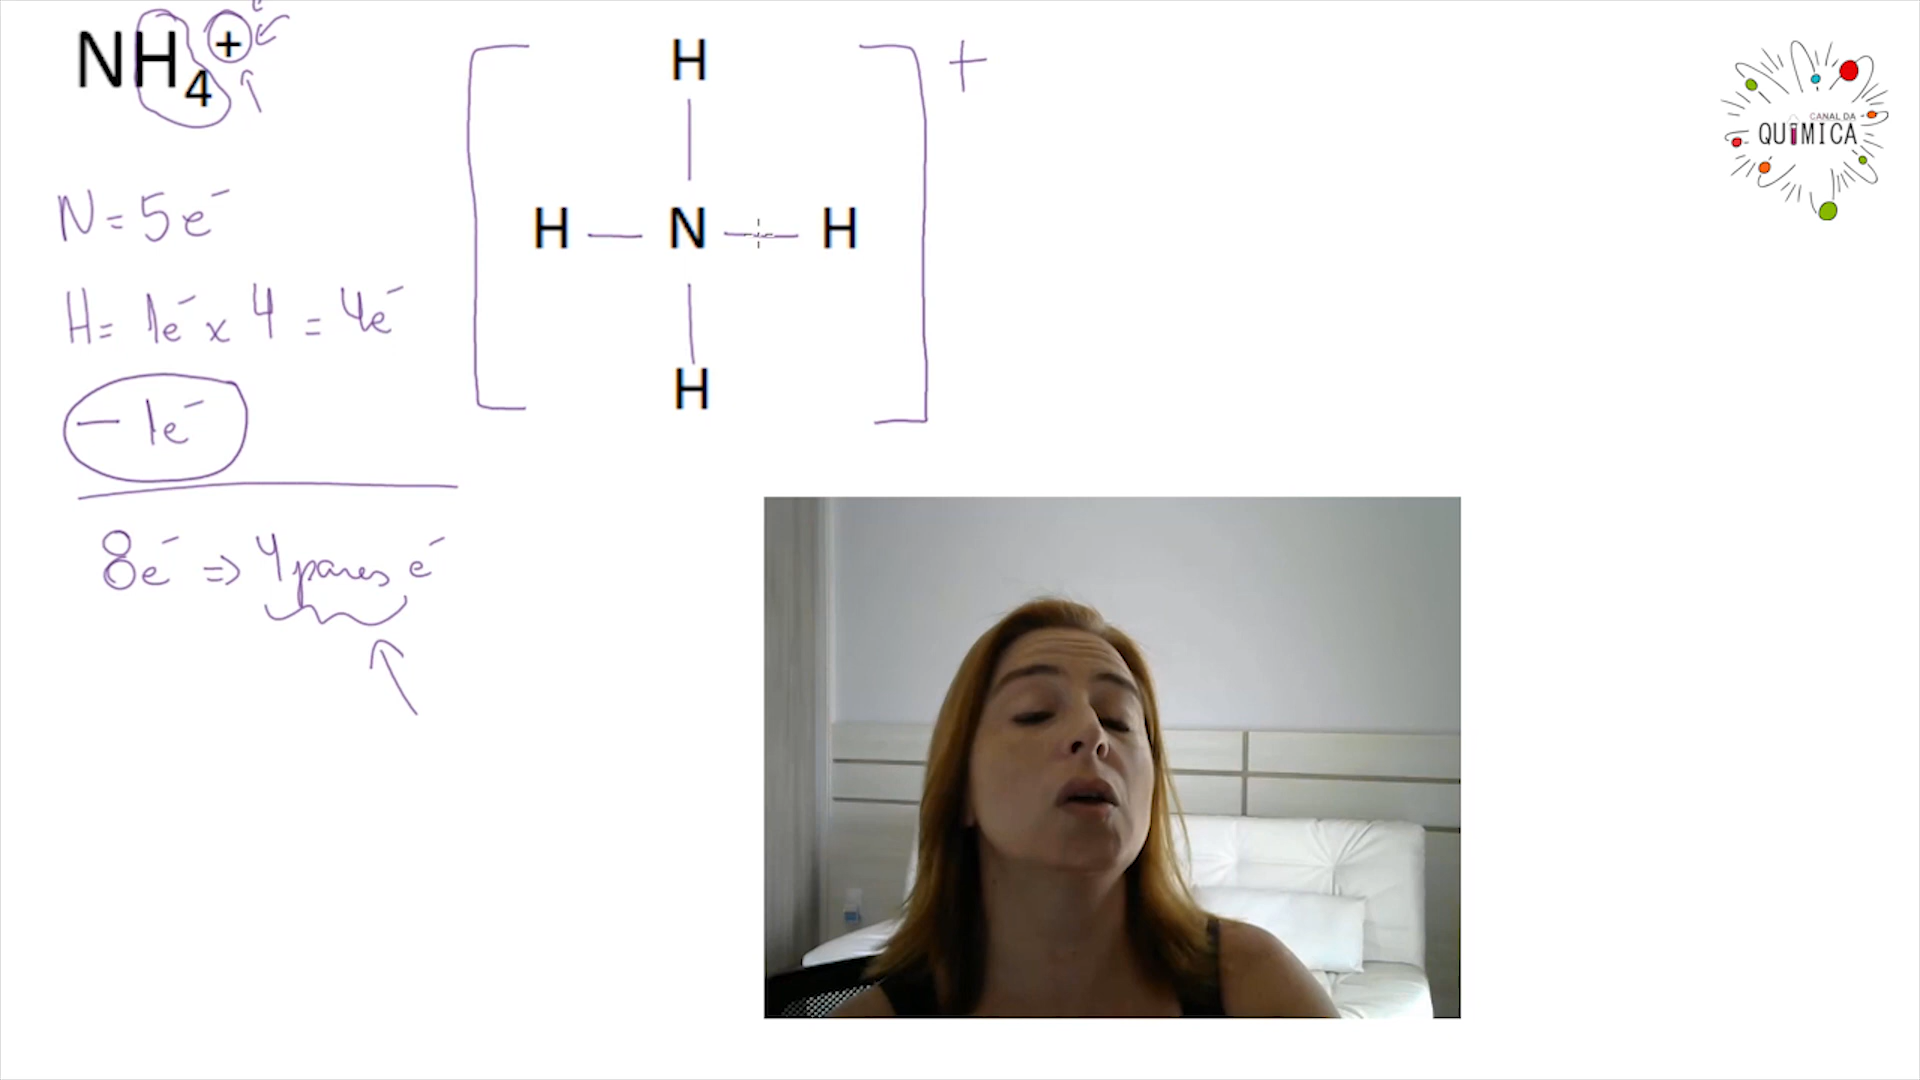 NH4+
N = 5e-
H = 1e- x 4 = 4e-
- 1e-
8e- => 4 pares e-
[ H +
H - N - H
H ]
CANAL DA
QUÍMICA